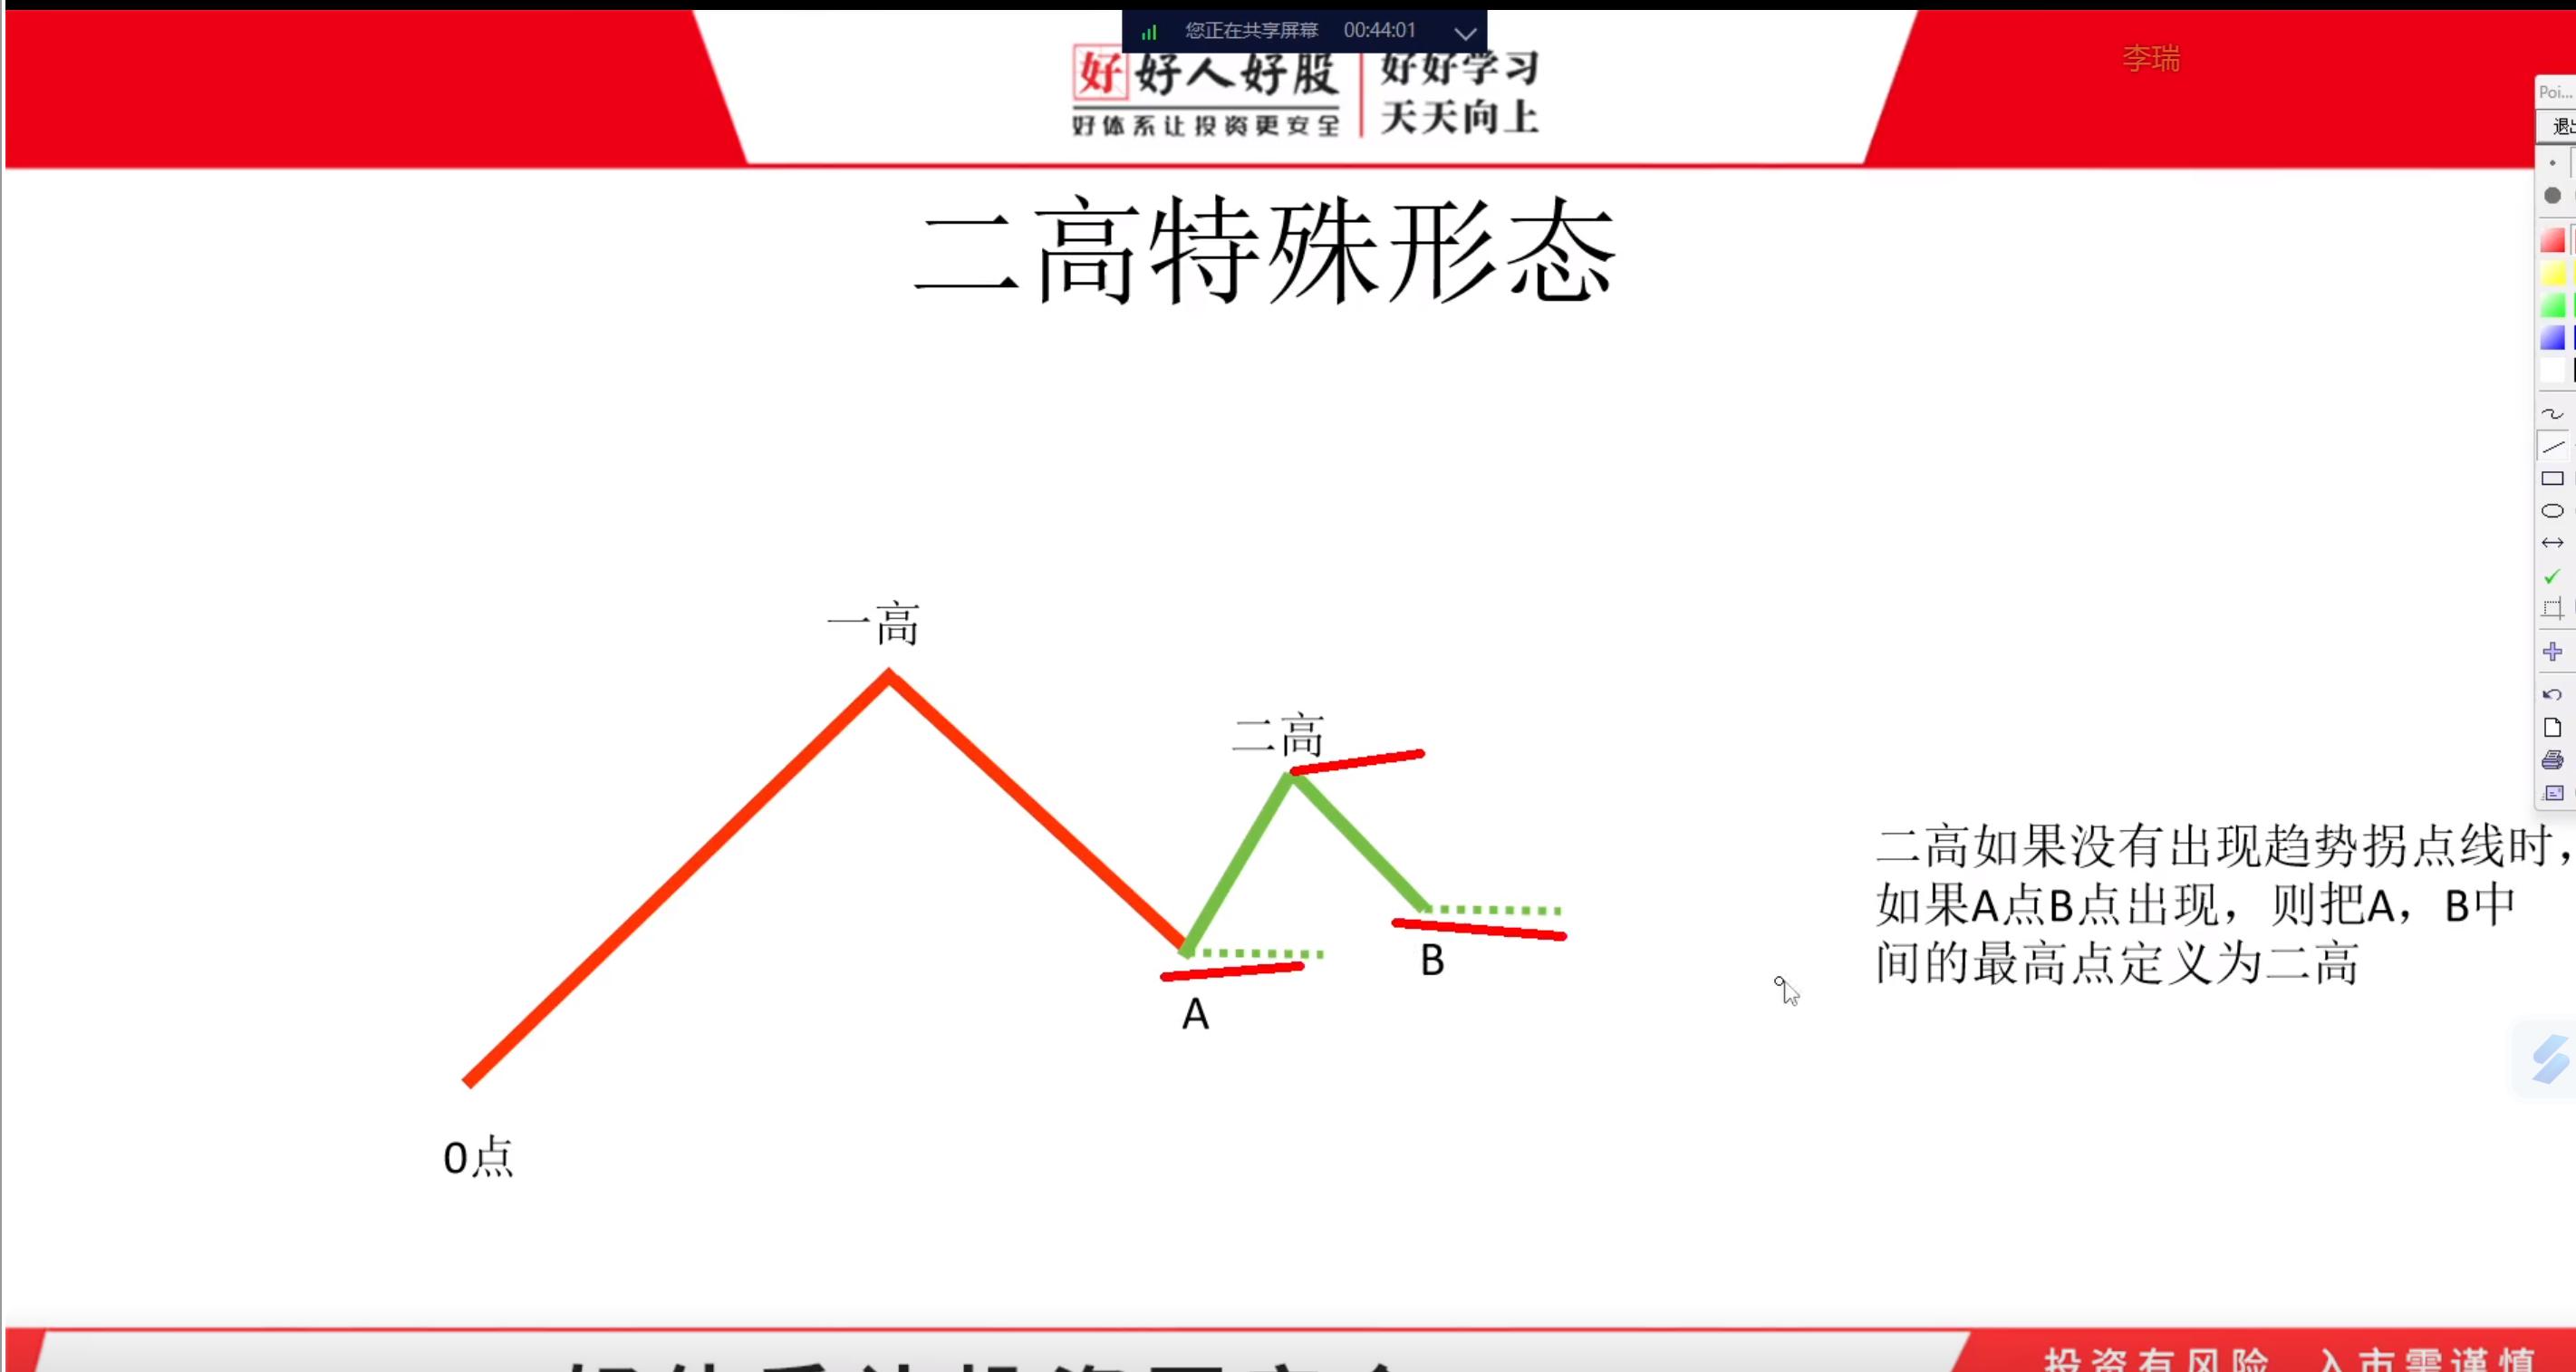 您正在共享屏幕 00:44:01
好 好人好股
好体系让投资更安全
好好学习
天天向上
李瑞
Poi...
二高特殊形态
一高
二高
二高如果没有出现趋势拐点线时，
如果A点B点出现，则把A，B中
间的最高点定义为二高
B
A
0点
投资有风险 入市需谨慎